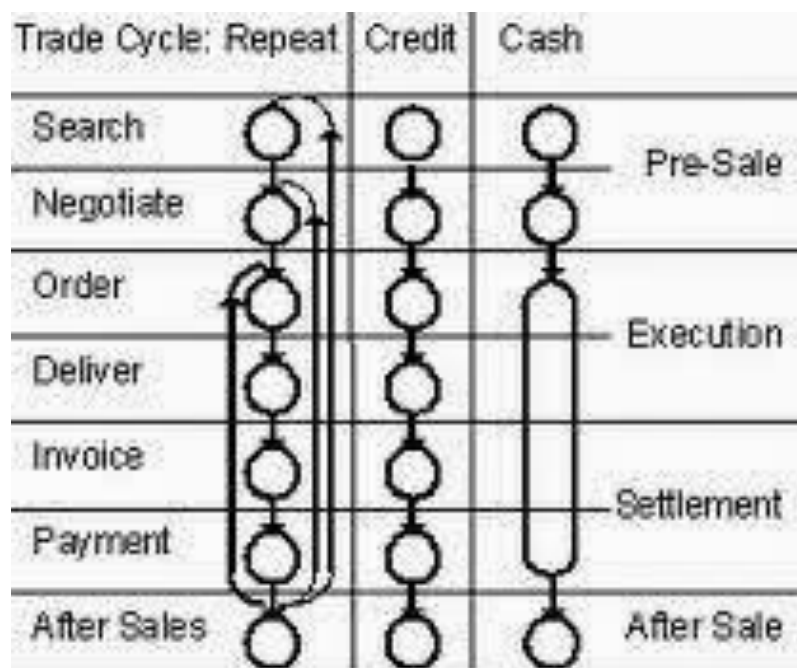 Trade Cycle: Repeat Credit Cash
Search
Pre-Sale
Negotiate
Order
Execution
Deliver
Invoice
Settlement
Payment
After Sales After Sale